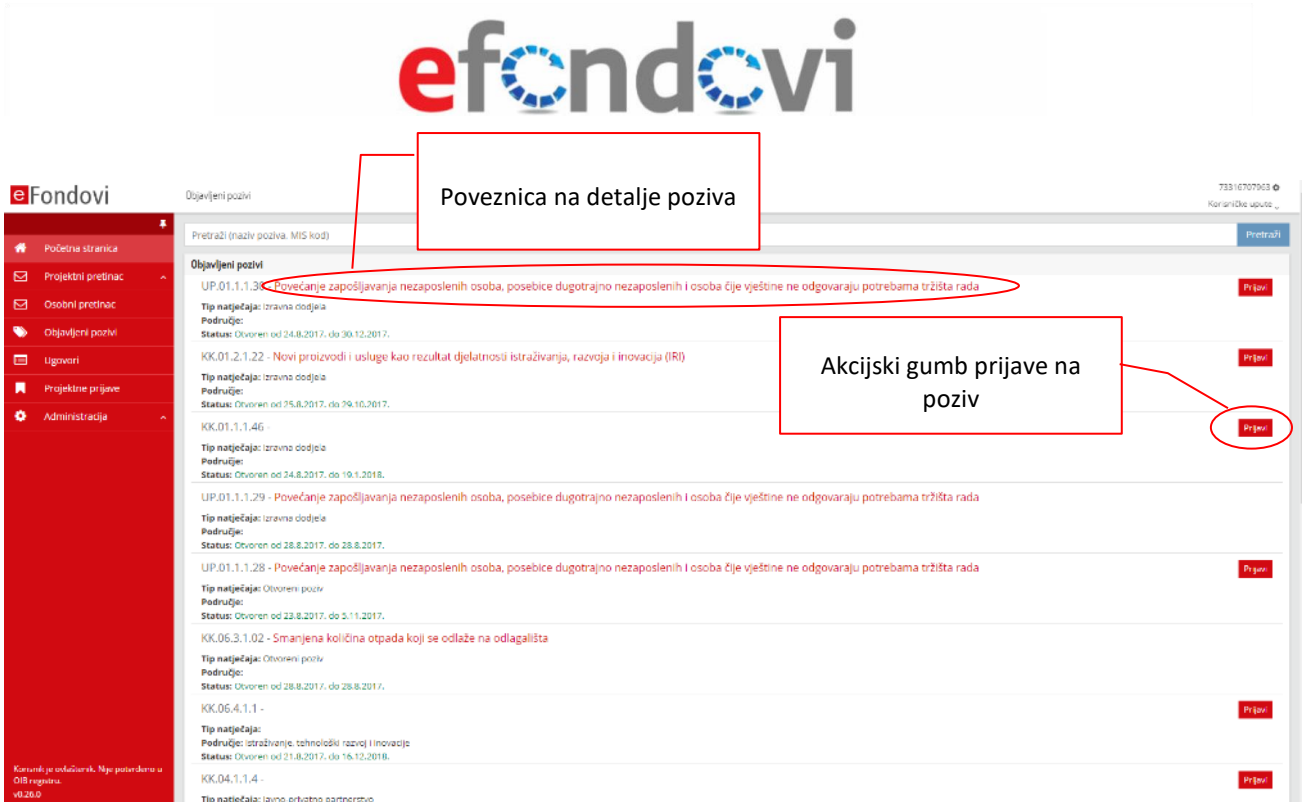 efondovi
Poveznica na detalje poziva
eFondovi
Objavljeni pozivi
73316707963
Korisničke upute
Pretraži (naziv poziva, MIS kod)
Pretraži
Početna stranica
Projektni pretinac
Osobni pretinac
Objavljeni pozivi
Ugovori
Projektne prijave
Administracija
Objavljeni pozivi
UP.01.1.1.30 - Povećanje zapošljavanja nezaposlenih osoba, posebice dugotrajno nezaposlenih i osoba čije vještine ne odgovaraju potrebama tržišta rada
Prijavi
Tip natječaja: Izravna dodjela
Područje:
Status: Otvoren od 24.8.2017. do 30.12.2017.
KK.01.2.1.22 - Novi proizvodi i usluge kao rezultat djelatnosti istraživanja, razvoja i inovacija (IRI)
Prijavi
Tip natječaja: Izravna dodjela
Područje:
Status: Otvoren od 25.8.2017. do 29.10.2017.
Akcijski gumb prijave na
poziv
KK.01.1.1.46 -
Prijavi
Tip natječaja: Izravna dodjela
Područje:
Status: Otvoren od 24.8.2017. do 19.1.2018.
UP.01.1.1.29 - Povećanje zapošljavanja nezaposlenih osoba, posebice dugotrajno nezaposlenih i osoba čije vještine ne odgovaraju potrebama tržišta rada
Tip natječaja: Izravna dodjela
Područje:
Status: Otvoren od 28.8.2017. do 28.8.2017.
UP.01.1.1.28 - Povećanje zapošljavanja nezaposlenih osoba, posebice dugotrajno nezaposlenih i osoba čije vještine ne odgovaraju potrebama tržišta rada
Prijavi
Tip natječaja: Otvoreni poziv
Područje:
Status: Otvoren od 23.8.2017. do 5.11.2017.
KK.06.3.1.02 - Smanjena količina otpada koji se odlaže na odlagališta
Tip natječaja: Otvoreni poziv
Područje:
Status: Otvoren od 28.8.2017. do 28.8.2017.
KK.06.4.1.1 -
Prijavi
Tip natječaja:
Područje: Istraživanje, tehnološki razvoj i inovacije
Status: Otvoren od 21.8.2017. do 16.12.2018.
KK.04.1.1.4 -
Prijavi
Tip natječaja: Javno-privatno partnerstvo
Korisnik je ovlaštenik. Nije potvrđeno u
OIB registru.
v0.26.0